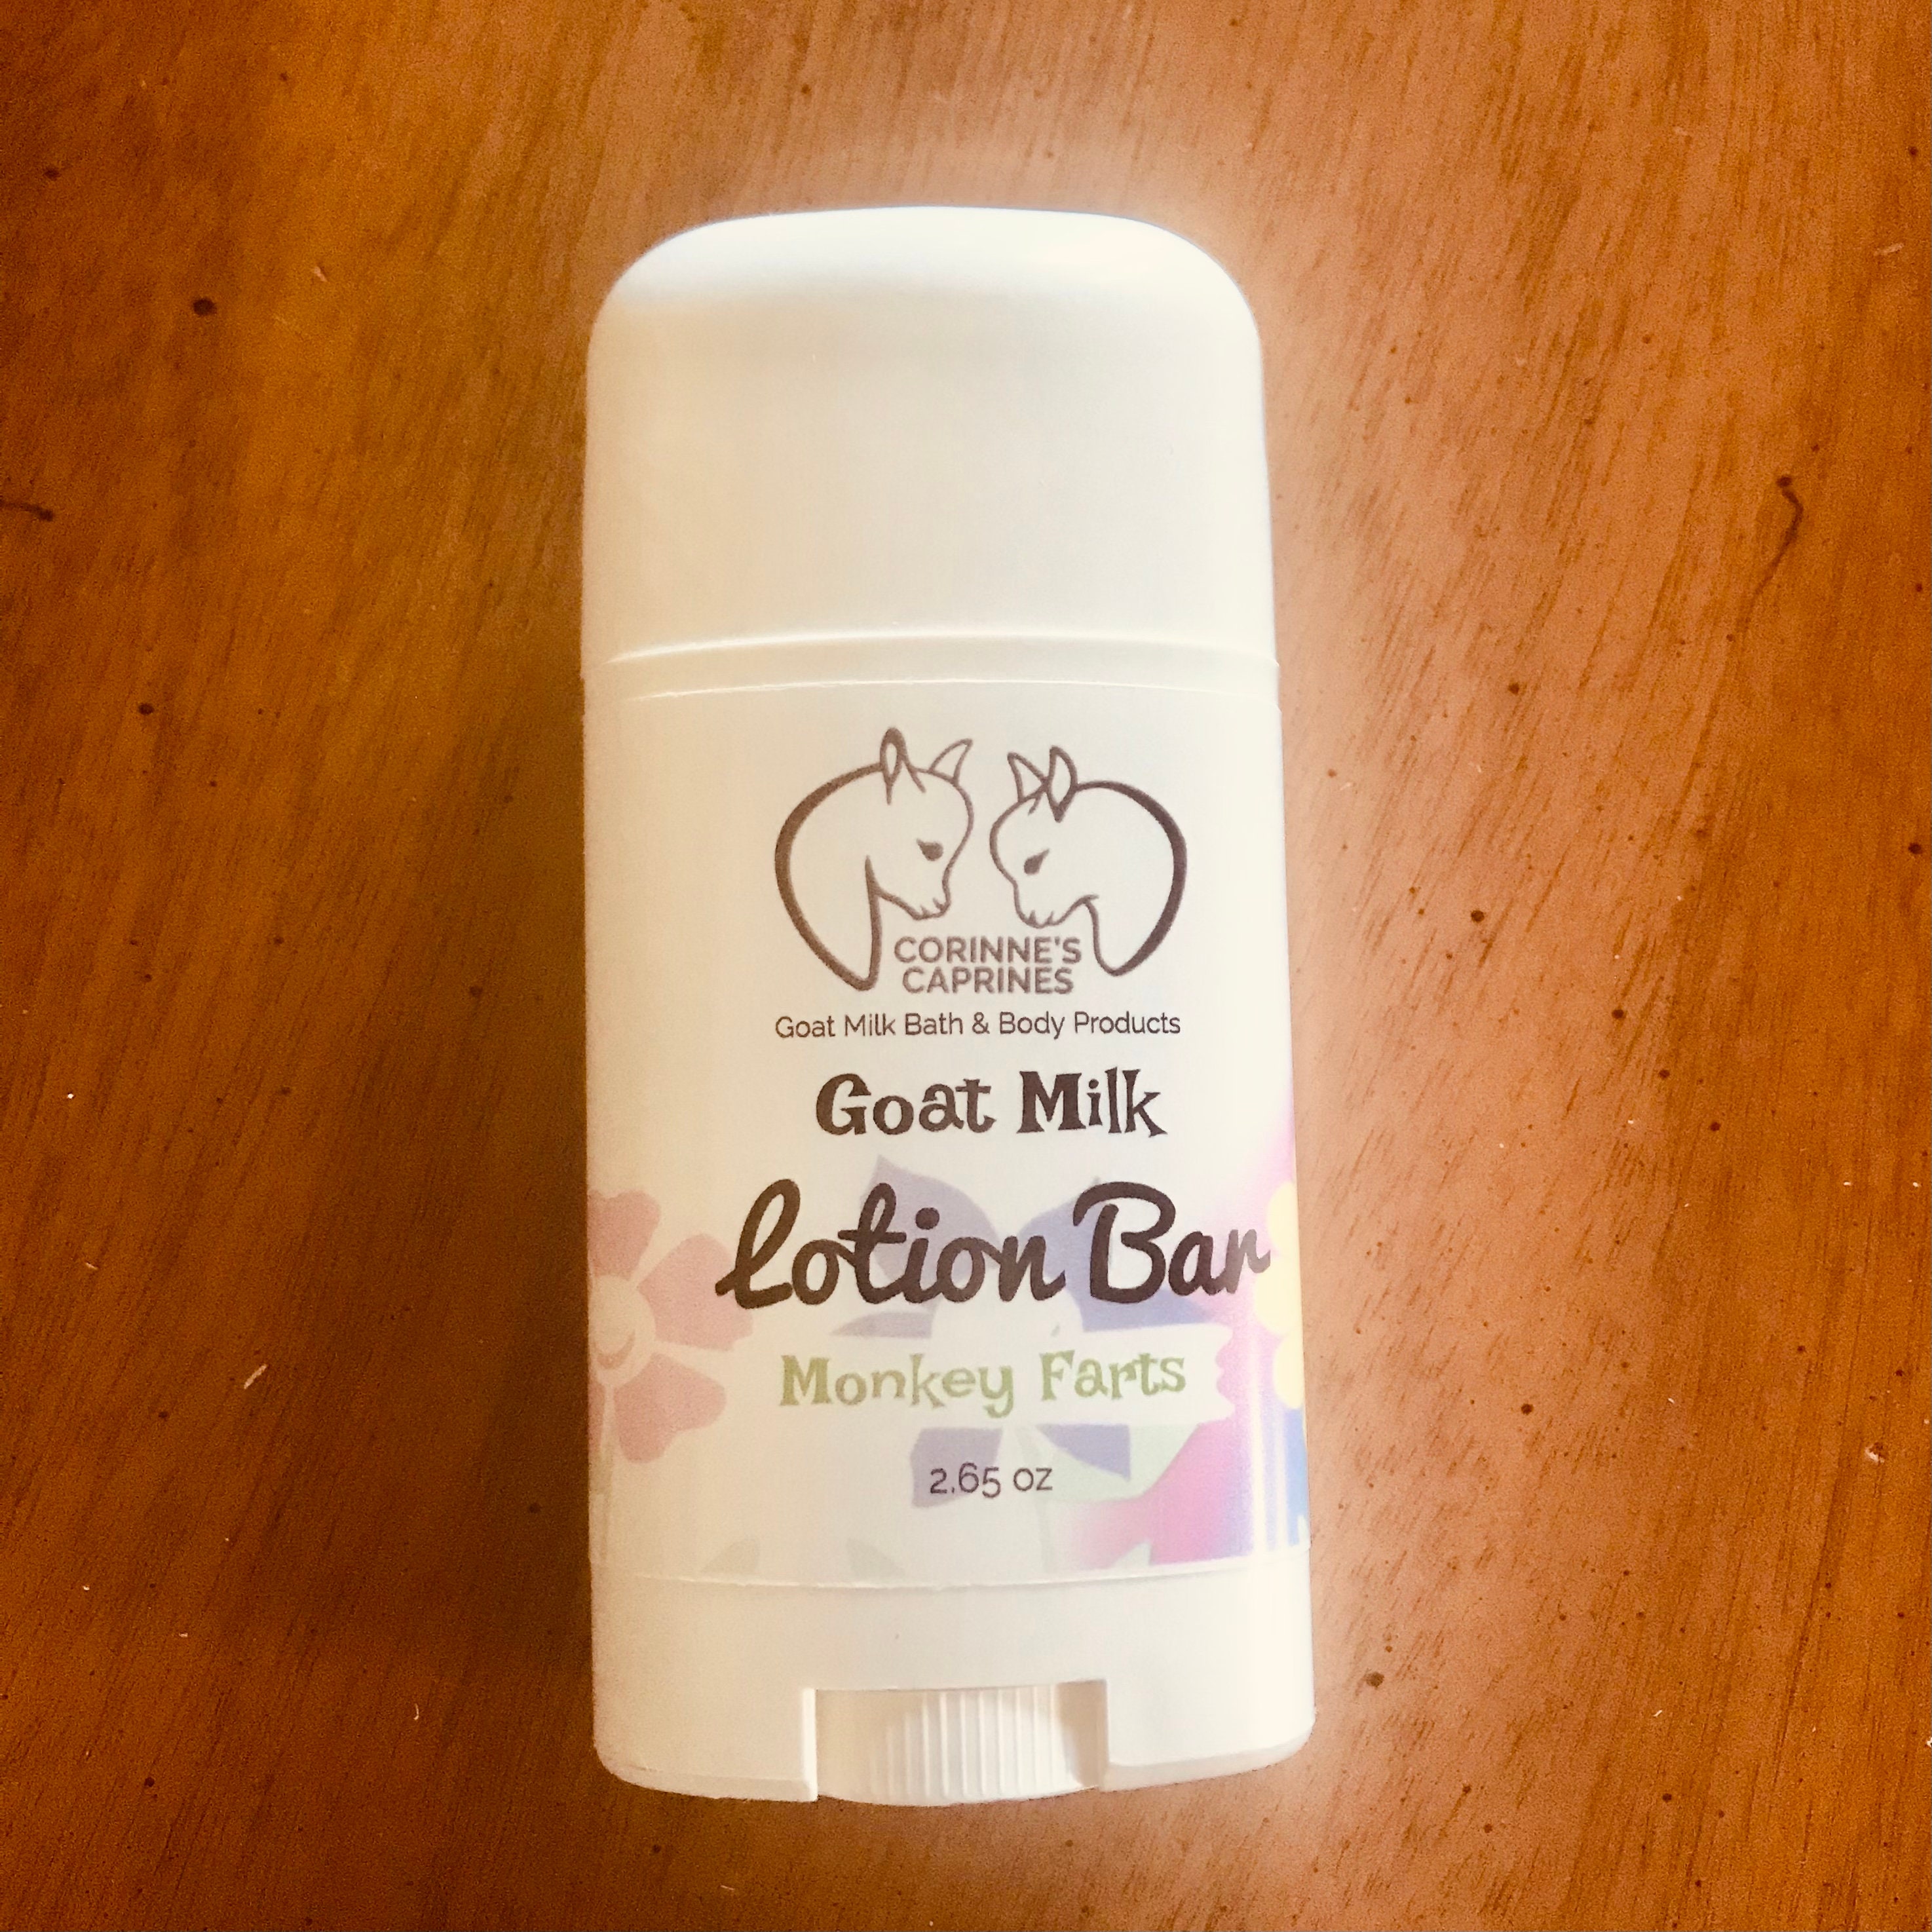 CORINNE'S
CAPRINES
Goat Milk Bath & Body Products
Goat Milk
Lotion Bar
Monkey Farts
2.65 oz